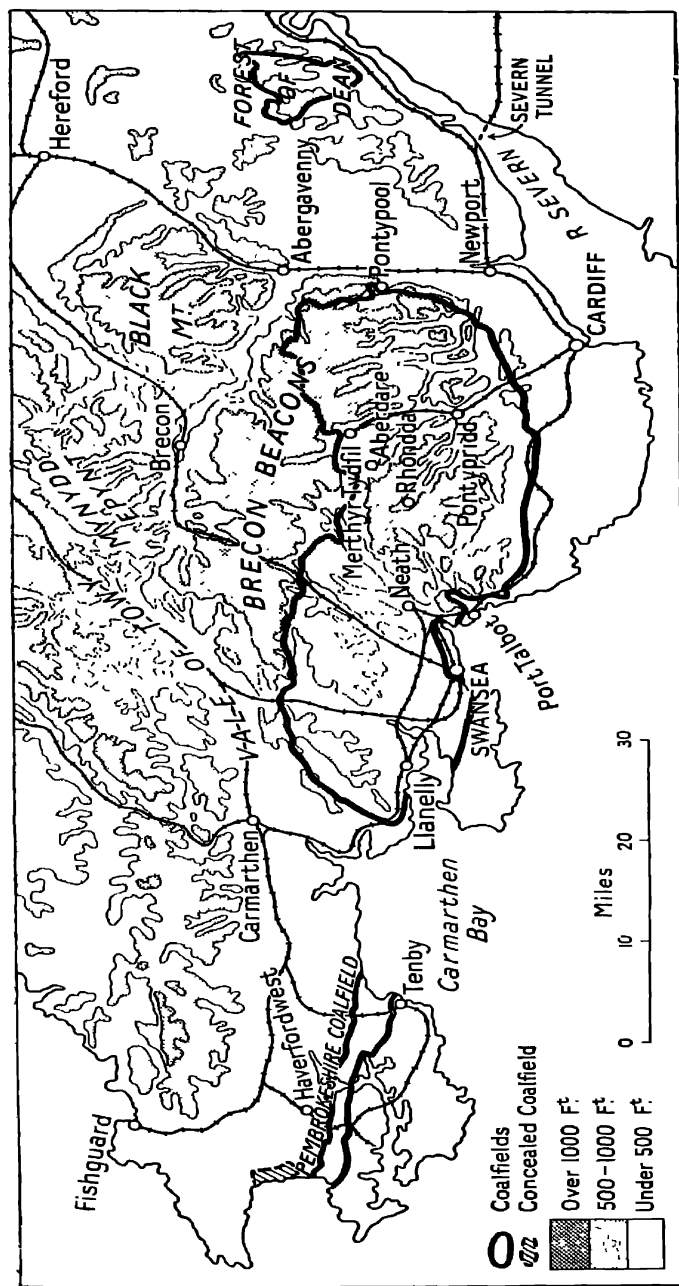 Hereford
FOREST
OF
DEAN
BLACK
Mᵀ
Abergavenny
Brecon
MYNYDD
EPYNT
BRECON BEACONS
VALE OF TOWY
Pontypool
Newport
SEVERN
TUNNEL
R SEVERN
Merthyr Tydfil
Aberdare
Rhondda
Pontypridd
CARDIFF
Neath
Port Talbot
SWANSEA
Llanelly
Carmarthen
Carmarthen
Bay
Fishguard
Haverfordwest
PEMBROKESHIRE COALFIELD
Tenby
0 10 20 30
Miles
Coalfields
Concealed Coalfield
Over 1000 Fᵗ
500–1000 Fᵗ
Under 500 Fᵗ